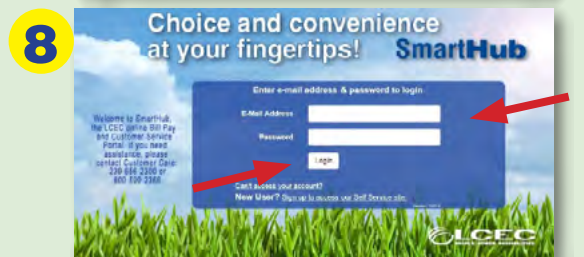 8
Choice and convenience
at your fingertips!
SmartHub
Enter e-mail address & password to login
Welcome to SmartHub,
the LCEC online Bill Pay
and Customer Service
Portal. If you need
assistance, please
contact Customer Care:
239 656 2300 or
800 599 2356
E-Mail Address
Password
Login
Can't access your account?
New User? Sign up to access our Self Service site.
LCEC